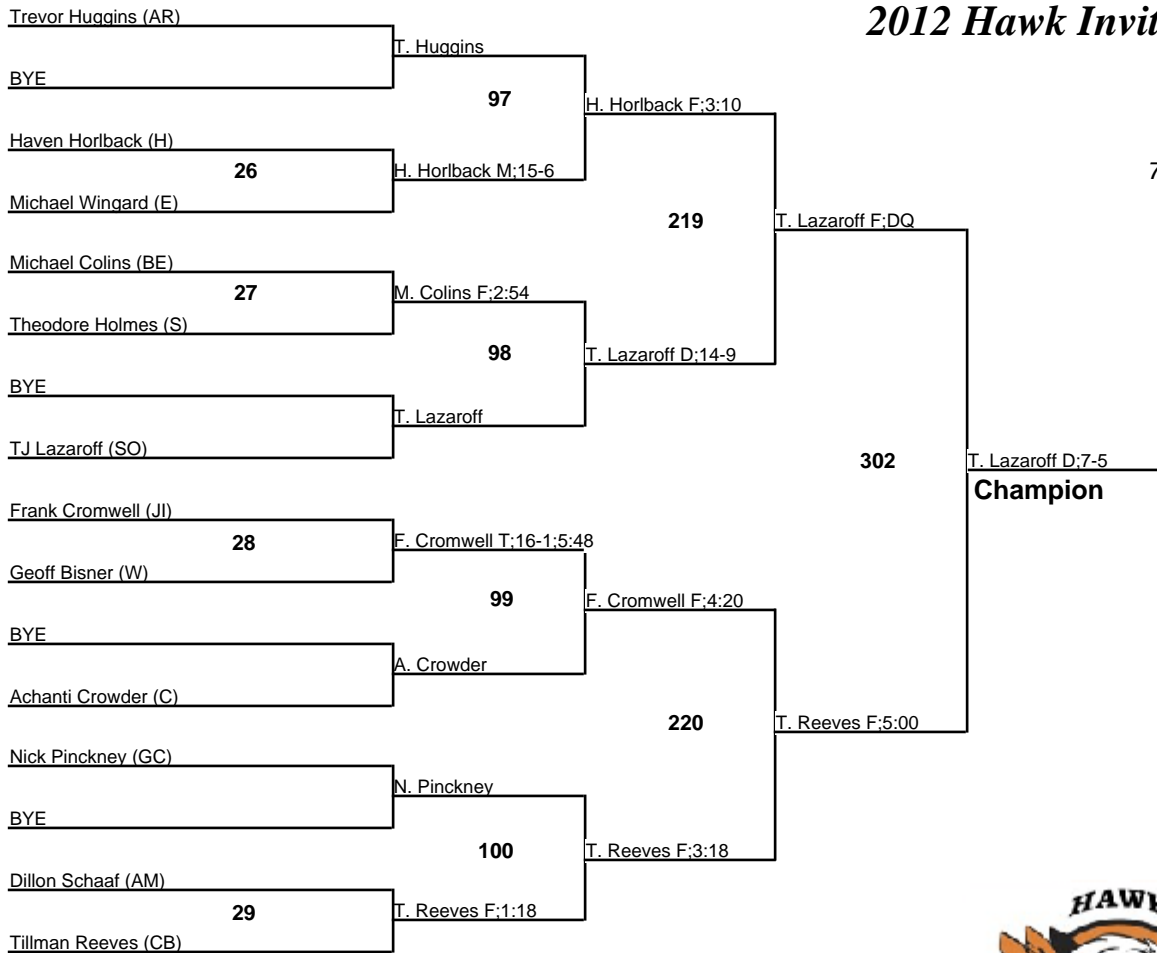 2012 Hawk Invit
Trevor Huggins (AR)
T. Huggins
BYE
97
H. Horlback F;3:10
Haven Horlback (H)
26
H. Horlback M;15-6
7
Michael Wingard (E)
219
T. Lazaroff F;DQ
Michael Colins (BE)
27
M. Colins F;2:54
Theodore Holmes (S)
98
T. Lazaroff D;14-9
BYE
T. Lazaroff
TJ Lazaroff (SO)
302
T. Lazaroff D;7-5
Champion
Frank Cromwell (JI)
28
F. Cromwell T;16-1;5:48
Geoff Bisner (W)
99
F. Cromwell F;4:20
BYE
A. Crowder
Achanti Crowder (C)
220
T. Reeves F;5:00
Nick Pinckney (GC)
N. Pinckney
BYE
100
T. Reeves F;3:18
Dillon Schaaf (AM)
29
T. Reeves F;1:18
Tillman Reeves (CB)
HAWK